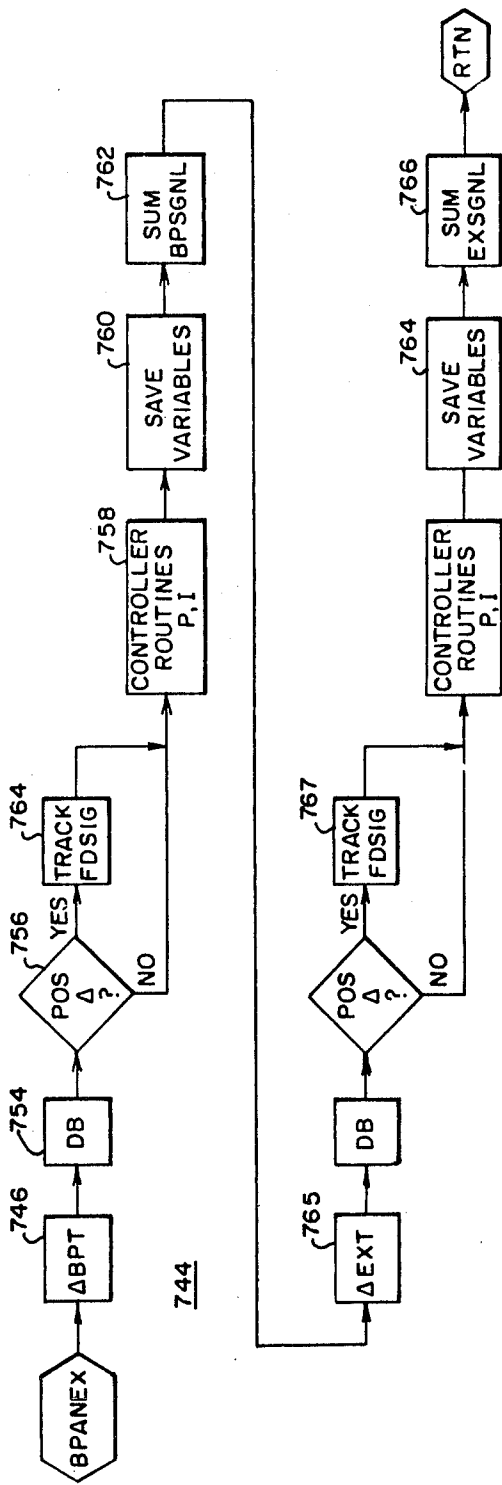 BPANEX
746
Δ BPT
754
DB
756
POS
Δ ?
YES
NO
764
TRACK
FDSIG
758
CONTROLLER
ROUTINES
P, I
760
SAVE
VARIABLES
762
SUM
BPSGNL
744
765
Δ EXT
DB
POS
Δ ?
YES
NO
767
TRACK
FDSIG
CONTROLLER
ROUTINES
P, I
764
SAVE
VARIABLES
766
SUM
EXSGNL
RTN